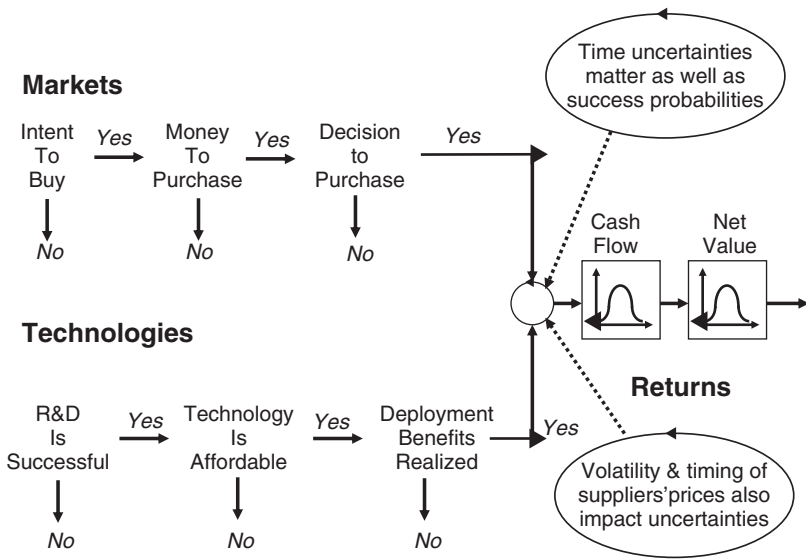 Time uncertainties
matter as well as
success probabilities
Markets
Intent
To
Buy
Yes
Money
To
Purchase
Yes
Decision
to
Purchase
Yes
No
No
No
Cash
Flow
Net
Value
Technologies
Returns
R&D
Is
Successful
Yes
Technology
Is
Affordable
Yes
Deployment
Benefits
Realized
Yes
No
No
No
Volatility & timing of
suppliers'prices also
impact uncertainties